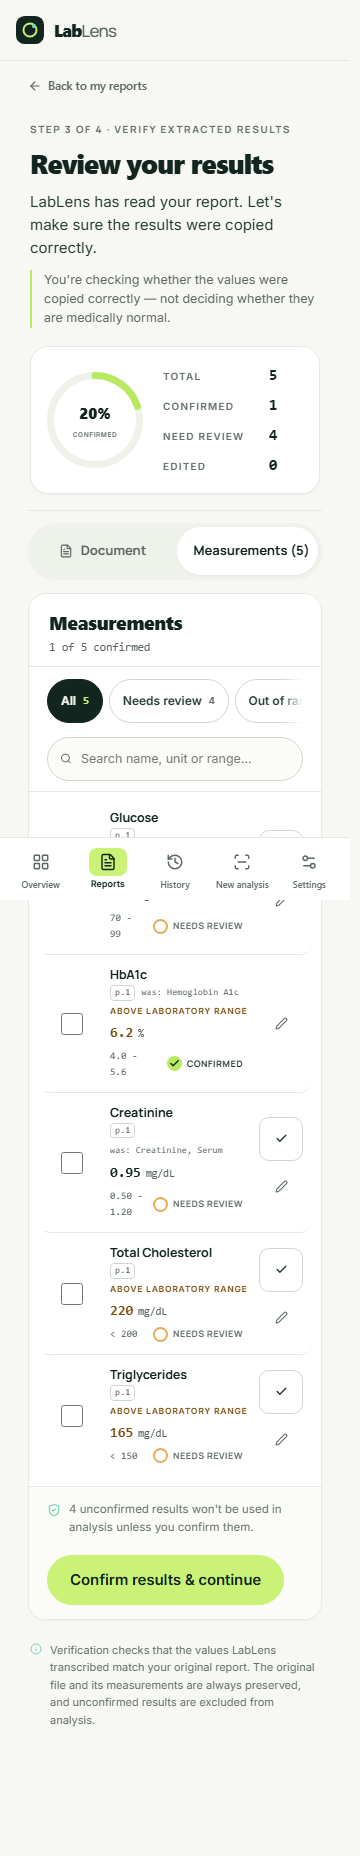 LabLens
Back to my reports
STEP 3 OF 4 · VERIFY EXTRACTED RESULTS
Review your results
LabLens has read your report. Let's
make sure the results were copied
correctly.
You're checking whether the values were
copied correctly — not deciding whether they
are medically normal.
20%
CONFIRMED
TOTAL 5
CONFIRMED 1
NEED REVIEW 4
EDITED 0
Document
Measurements (5)
Measurements
1 of 5 confirmed
All 5
Needs review 4
Out of
Search name, unit or range...
Glucose
p.1
Overview
Reports
History
New analysis
Settings
70 -
99
NEEDS REVIEW
HbA1c
p.1 was: Hemoglobin A1c
ABOVE LABORATORY RANGE
6.2 %
4.0 -
5.6
CONFIRMED
Creatinine
p.1
was: Creatinine, Serum
0.95 mg/dL
0.50 -
1.20
NEEDS REVIEW
Total Cholesterol
p.1
ABOVE LABORATORY RANGE
220 mg/dL
< 200 NEEDS REVIEW
Triglycerides
p.1
ABOVE LABORATORY RANGE
165 mg/dL
< 150 NEEDS REVIEW
4 unconfirmed results won't be used in
analysis unless you confirm them.
Confirm results & continue
Verification checks that the values LabLens
transcribed match your original report. The original
file and its measurements are always preserved,
and unconfirmed results are excluded from
analysis.